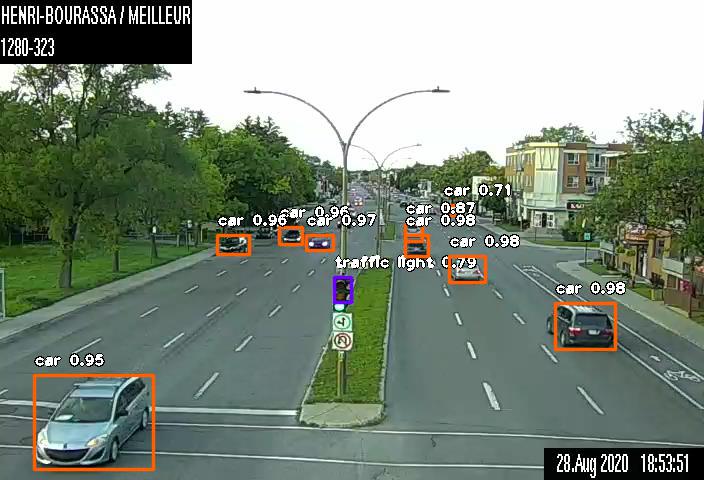 HENRI-BOURASSA / MEILLEUR
1280-323
car 0.71
car 0.96
car 0.96
car 0.97
car 0.87
car 0.98
car 0.98
traffic light 0.79
car 0.98
car 0.95
28.Aug 2020 18:53:51